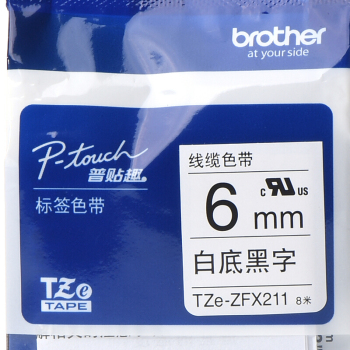 brother
at your side
P-touch
普贴趣
标签色带
TZe
TAPE
线缆色带
6 mm
c UR US
白底黑字
TZe-ZFX211 8米